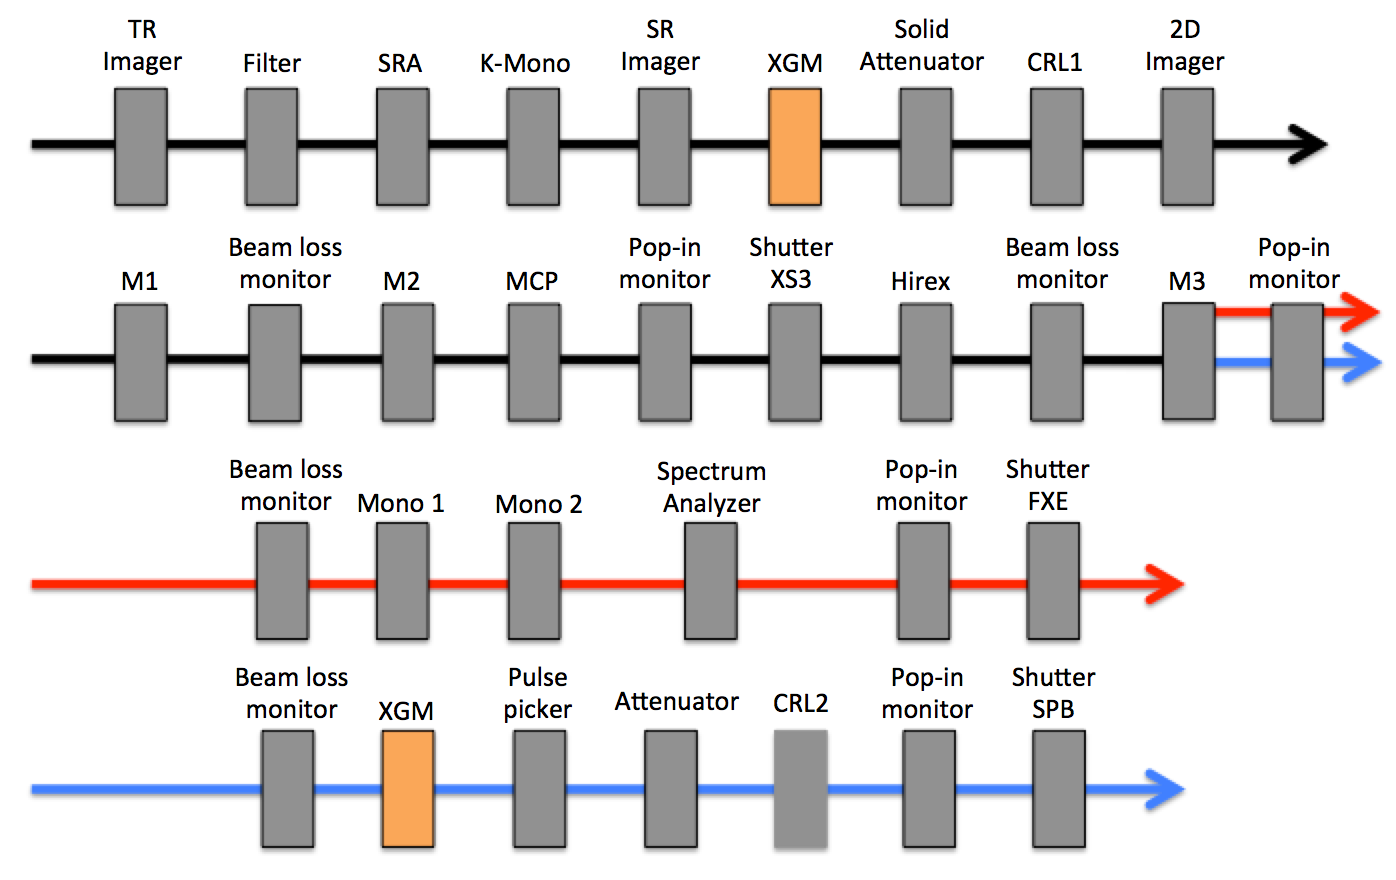 TR
Imager
Filter
SRA
K-Mono
SR
Imager
XGM
Solid
Attenuator
CRL1
2D
Imager
M1
Beam loss
monitor
M2
MCP
Pop-in
monitor
Shutter
XS3
Hirex
Beam loss
monitor
M3
Pop-in
monitor
Beam loss
monitor
Mono 1
Mono 2
Spectrum
Analyzer
Pop-in
monitor
Shutter
FXE
Beam loss
monitor
XGM
Pulse
picker
Attenuator
CRL2
Pop-in
monitor
Shutter
SPB